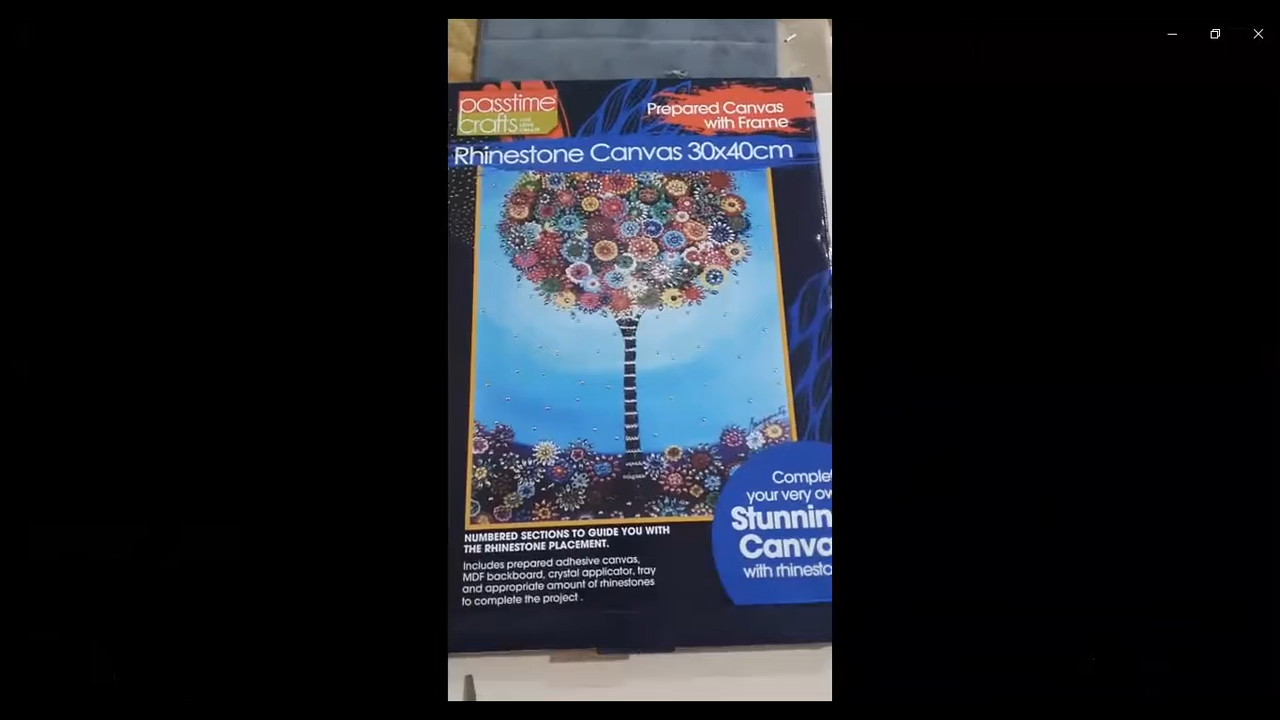 passtime
crafts
Prepared Canvas
with Frame
Rhinestone Canvas 30x40cm
NUMBERED SECTIONS TO GUIDE YOU WITH
THE RHINESTONE PLACEMENT.
Includes prepared adhesive canvas,
MDF backboard, crystal applicator, tray
and appropriate amount of rhinestones
to complete the project .
Complet
your very ow
Stunnin
Canva
with rhinesto